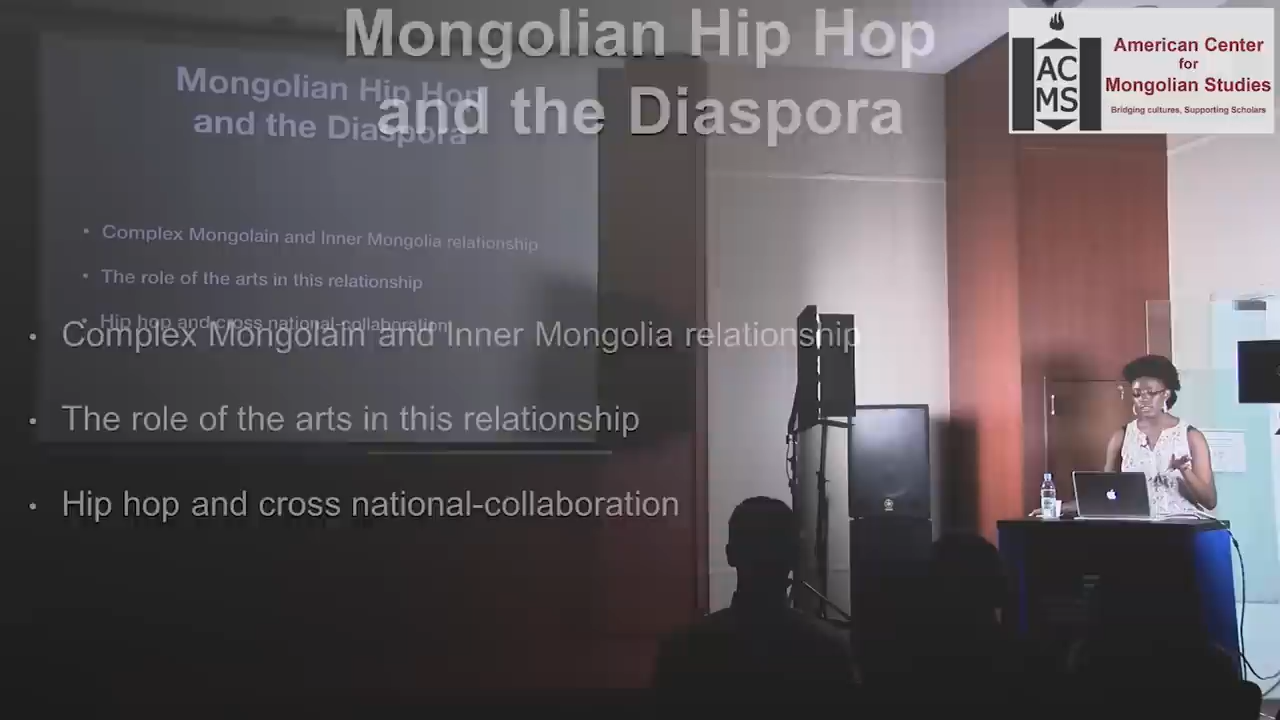 Mongolian Hip Hop
and the Diaspora
American Center
for
Mongolian Studies
Bridging cultures, Supporting Scholars
AC
MS
Mongolian Hip Hop
and the Diaspora
• Complex Mongolain and Inner Mongolia relationship
• The role of the arts in this relationship
• Hip hop and cross national-collaboration
• Complex Mongolain and Inner Mongolia relationship
• The role of the arts in this relationship
• Hip hop and cross national-collaboration